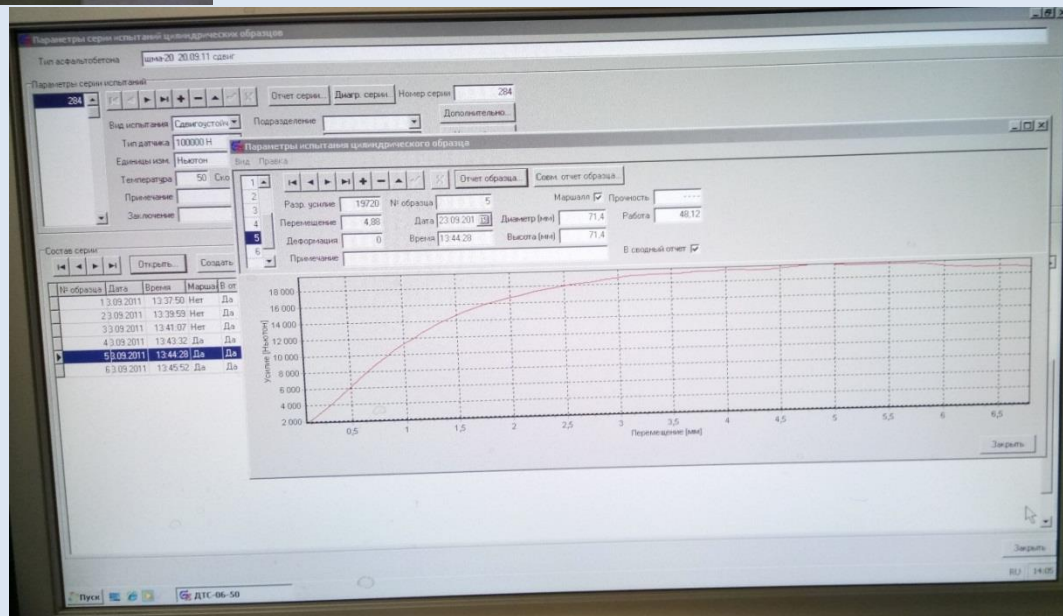 Параметры серии испытаний цилиндрических образцов
Тип асфальтобетона щма-20 20.09.11 сдвиг
Параметры серии испытаний
284 Отчет серии... Диагр. серии... Номер серии 284
Дополнительно...
Вид испытания Сдвигоустойч Подразделение
Тип датчика 100000 Н
Единицы изм. Ньютон
Температура 50 Ско
Примечание
Заключение
Параметры испытания цилиндрического образца
Вид Правка
1
2
3
4
5
6
Отчет образца... Совм. отчет образца...
Разр. усилие 19720 № образца 5 Маршалл Прочность ----
Перемещение 4,88 Дата 23.09.201 Диаметр (мм) 71,4 Работа 48,12
Деформация 0 Время 13:44:28 Высота (мм) 71,4
Примечание В сводный отчет
Состав серии
Открыть... Создать
№ образца Дата Время Марша В от
1 3.09.2011 13:37:50 Нет Да
2 3.09.2011 13:39:59 Нет Да
3 3.09.2011 13:41:07 Нет Да
4 3.09.2011 13:43:32 Да Да
5 3.09.2011 13:44:28 Да Да
6 3.09.2011 13:45:52 Да Да
Усилие [Ньютон]
18 000
16 000
14 000
12 000
10 000
8 000
6 000
4 000
2 000
0,5 1 1,5 2 2,5 3 3,5 4 4,5 5 5,5 6 6,5
Перемещение [мм]
Закрыть
Закрыть
Пуск ДТС-06-50 RU 14:05